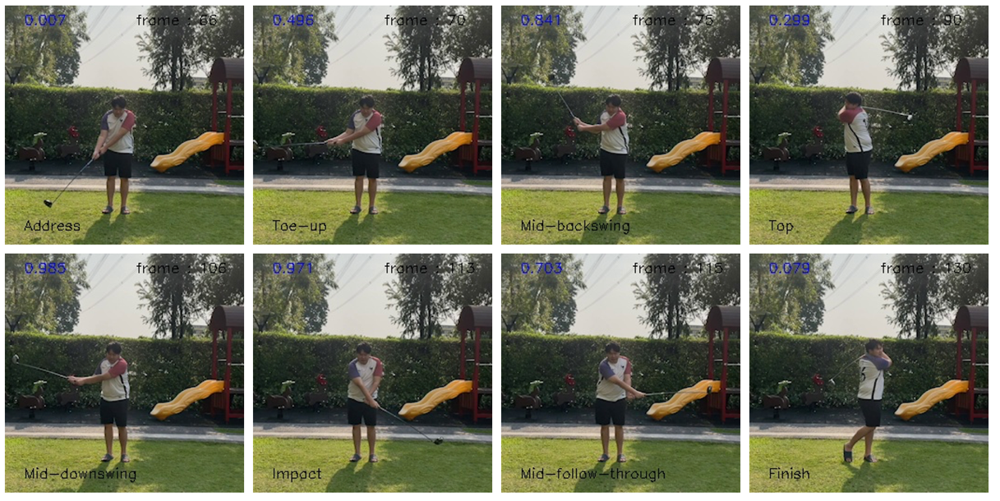 0.007 frame : 66
Address
0.496 frame : 70
Toe-up
0.841 frame : 75
Mid-backswing
0.299 frame : 90
Top
0.985 frame : 106
Mid-downswing
0.971 frame : 113
Impact
0.703 frame : 115
Mid-follow-through
0.079 frame : 130
Finish